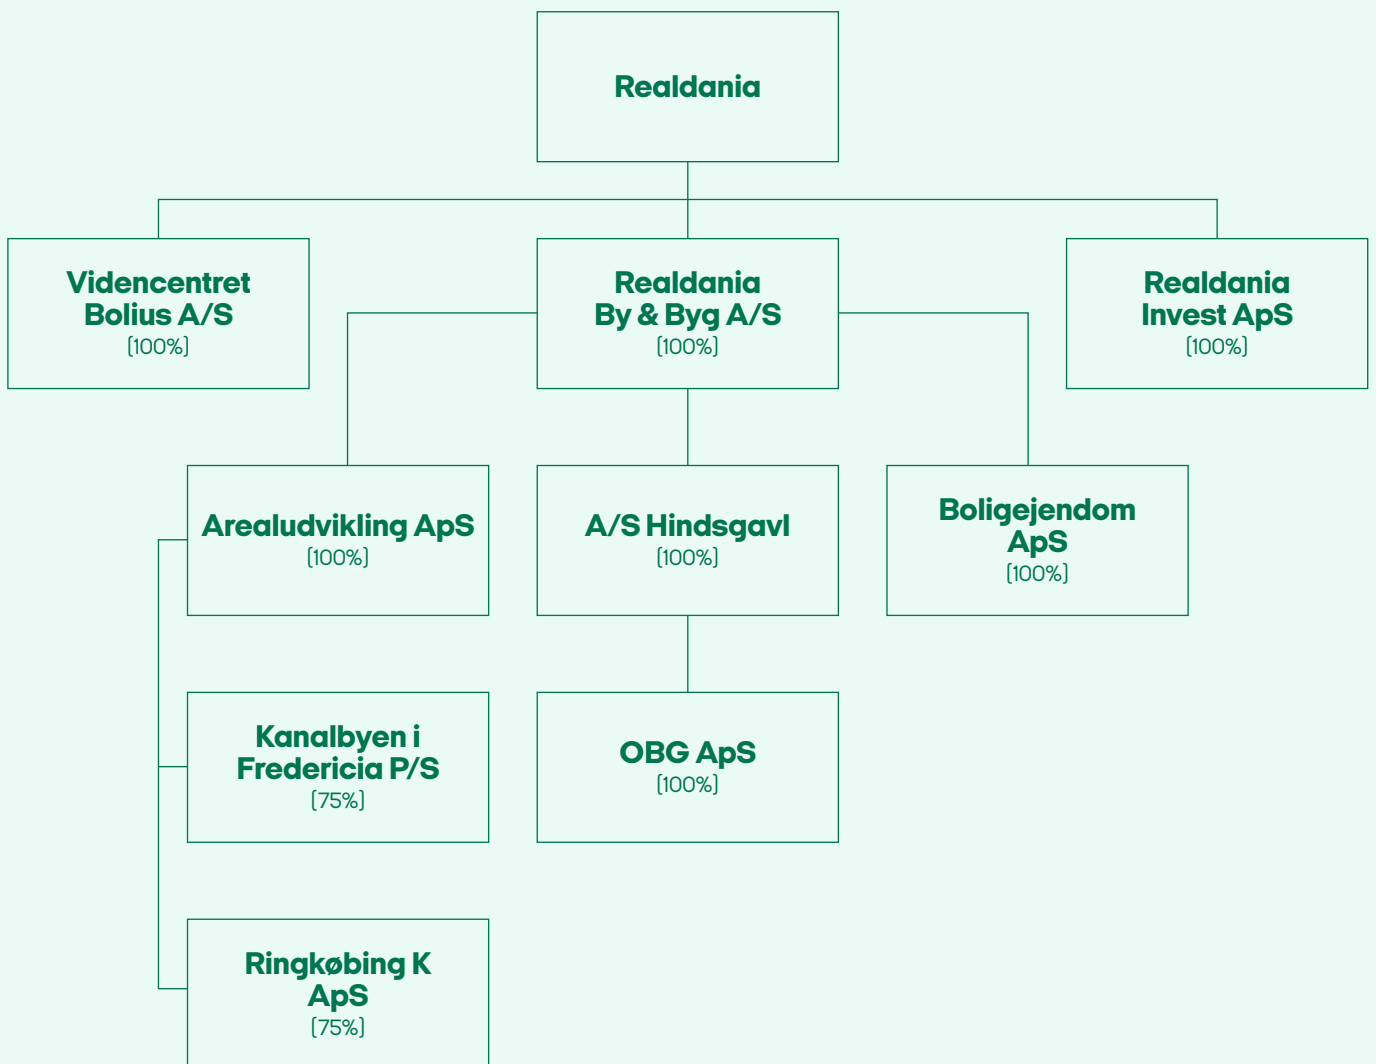 Realdania
Videncentret
Bolius A/S
(100%)
Realdania
By & Byg A/S
(100%)
Realdania
Invest ApS
(100%)
Arealudvikling ApS
(100%)
A/S Hindsgavl
(100%)
Boligejendom
ApS
(100%)
Kanalbyen i
Fredericia P/S
(75%)
OBG ApS
(100%)
Ringkøbing K
ApS
(75%)